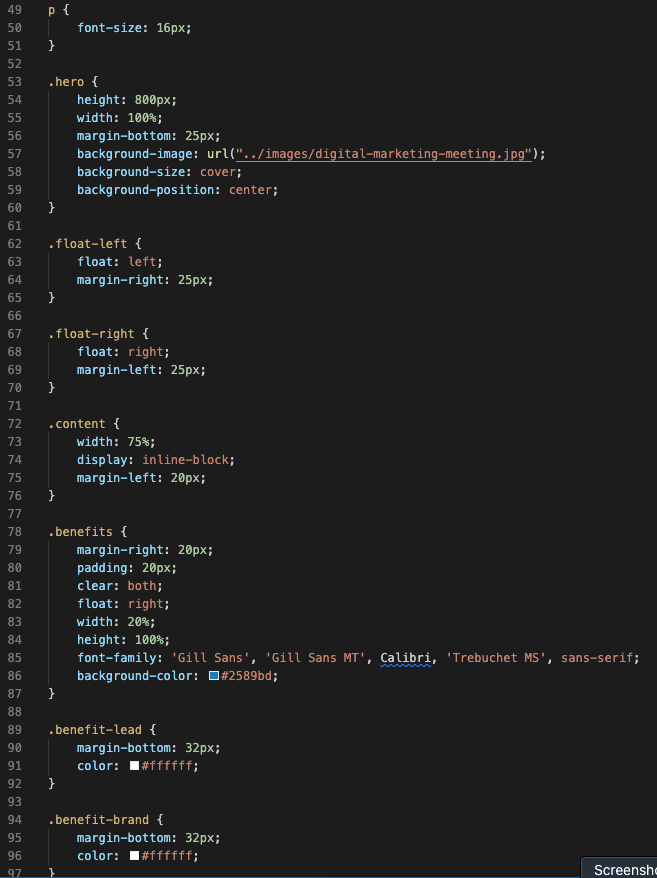 49 p {
50 font-size: 16px;
51 }
52
53 .hero {
54 height: 800px;
55 width: 100%;
56 margin-bottom: 25px;
57 background-image: url("../images/digital-marketing-meeting.jpg");
58 background-size: cover;
59 background-position: center;
60 }
61
62 .float-left {
63 float: left;
64 margin-right: 25px;
65 }
66
67 .float-right {
68 float: right;
69 margin-left: 25px;
70 }
71
72 .content {
73 width: 75%;
74 display: inline-block;
75 margin-left: 20px;
76 }
77
78 .benefits {
79 margin-right: 20px;
80 padding: 20px;
81 clear: both;
82 float: right;
83 width: 20%;
84 height: 100%;
85 font-family: 'Gill Sans', 'Gill Sans MT', Calibri, 'Trebuchet MS', sans-serif;
86 background-color: #2589bd;
87 }
88
89 .benefit-lead {
90 margin-bottom: 32px;
91 color: #ffffff;
92 }
93
94 .benefit-brand {
95 margin-bottom: 32px;
96 color: #ffffff;
97 }
Screensho